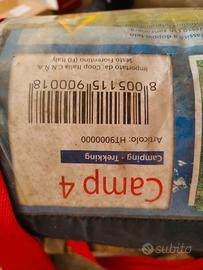 Camp 4
Camping - Trekking
Articolo: HT9000000
8 005115 900018
Importato da: Coop Italia C.N.A.
Sesto Fiorentino (FI) Italy
subito